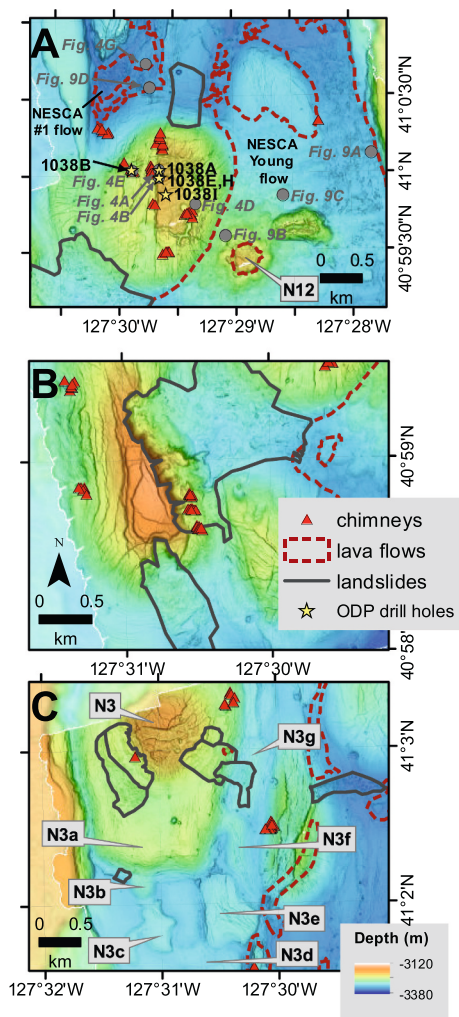 A
Fig. 4G
Fig. 9D
NESCA
#1 flow
1038B
1038A
1038E,H
1038I
Fig. 4E
Fig. 4A
Fig. 4B
Fig. 4D
NESCA
Young
flow
Fig. 9A
Fig. 9C
Fig. 9B
N12
0 0.5
km
41°0'30"N
41°N
40°59'30"N
127°30'W 127°29'W 127°28'W
B
N
0 0.5
km
40°59'N
40°58'
127°31'W 127°30'W
chimneys
lava flows
landslides
ODP drill holes
C
N3
N3g
N3a
N3f
N3b
N3e
N3c
N3d
0 0.5
km
41°3'N
41°2'N
127°32'W 127°31'W 127°30'W
Depth (m)
-3120
-3380